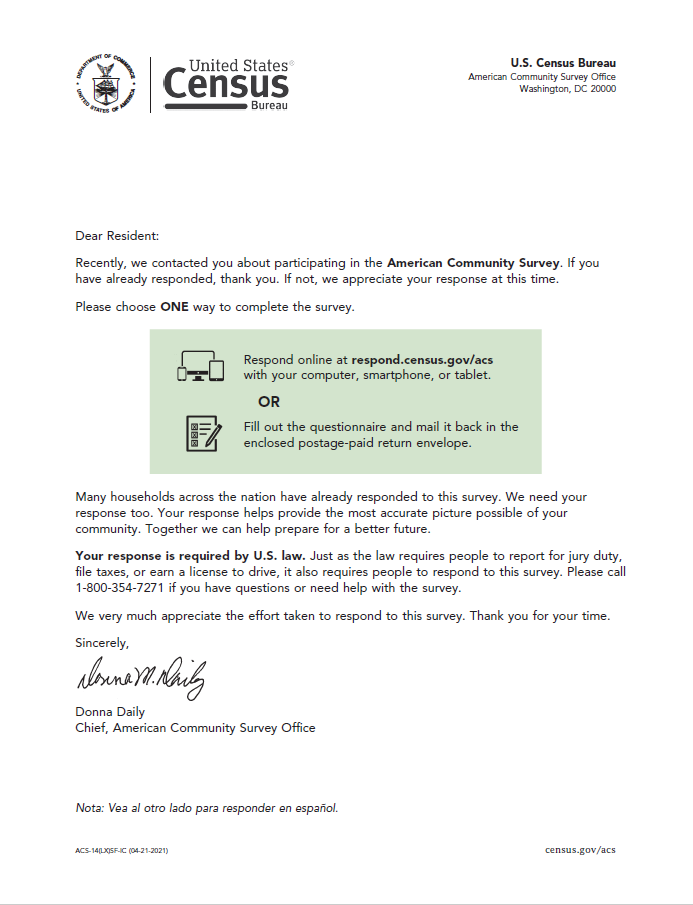 DEPARTMENT OF COMMERCE
UNITED STATES OF AMERICA
United States®
Census
Bureau
U.S. Census Bureau
American Community Survey Office
Washington, DC 20000
Dear Resident:
Recently, we contacted you about participating in the American Community Survey. If you
have already responded, thank you. If not, we appreciate your response at this time.
Please choose ONE way to complete the survey.
Respond online at respond.census.gov/acs
with your computer, smartphone, or tablet.
OR
Fill out the questionnaire and mail it back in the
enclosed postage-paid return envelope.
Many households across the nation have already responded to this survey. We need your
response too. Your response helps provide the most accurate picture possible of your
community. Together we can help prepare for a better future.
Your response is required by U.S. law. Just as the law requires people to report for jury duty,
file taxes, or earn a license to drive, it also requires people to respond to this survey. Please call
1-800-354-7271 if you have questions or need help with the survey.
We very much appreciate the effort taken to respond to this survey. Thank you for your time.
Sincerely,
Donna M. Daily
Donna Daily
Chief, American Community Survey Office
Nota: Vea al otro lado para responder en español.
ACS-14(LX)SF-IC (04-21-2021)
census.gov/acs